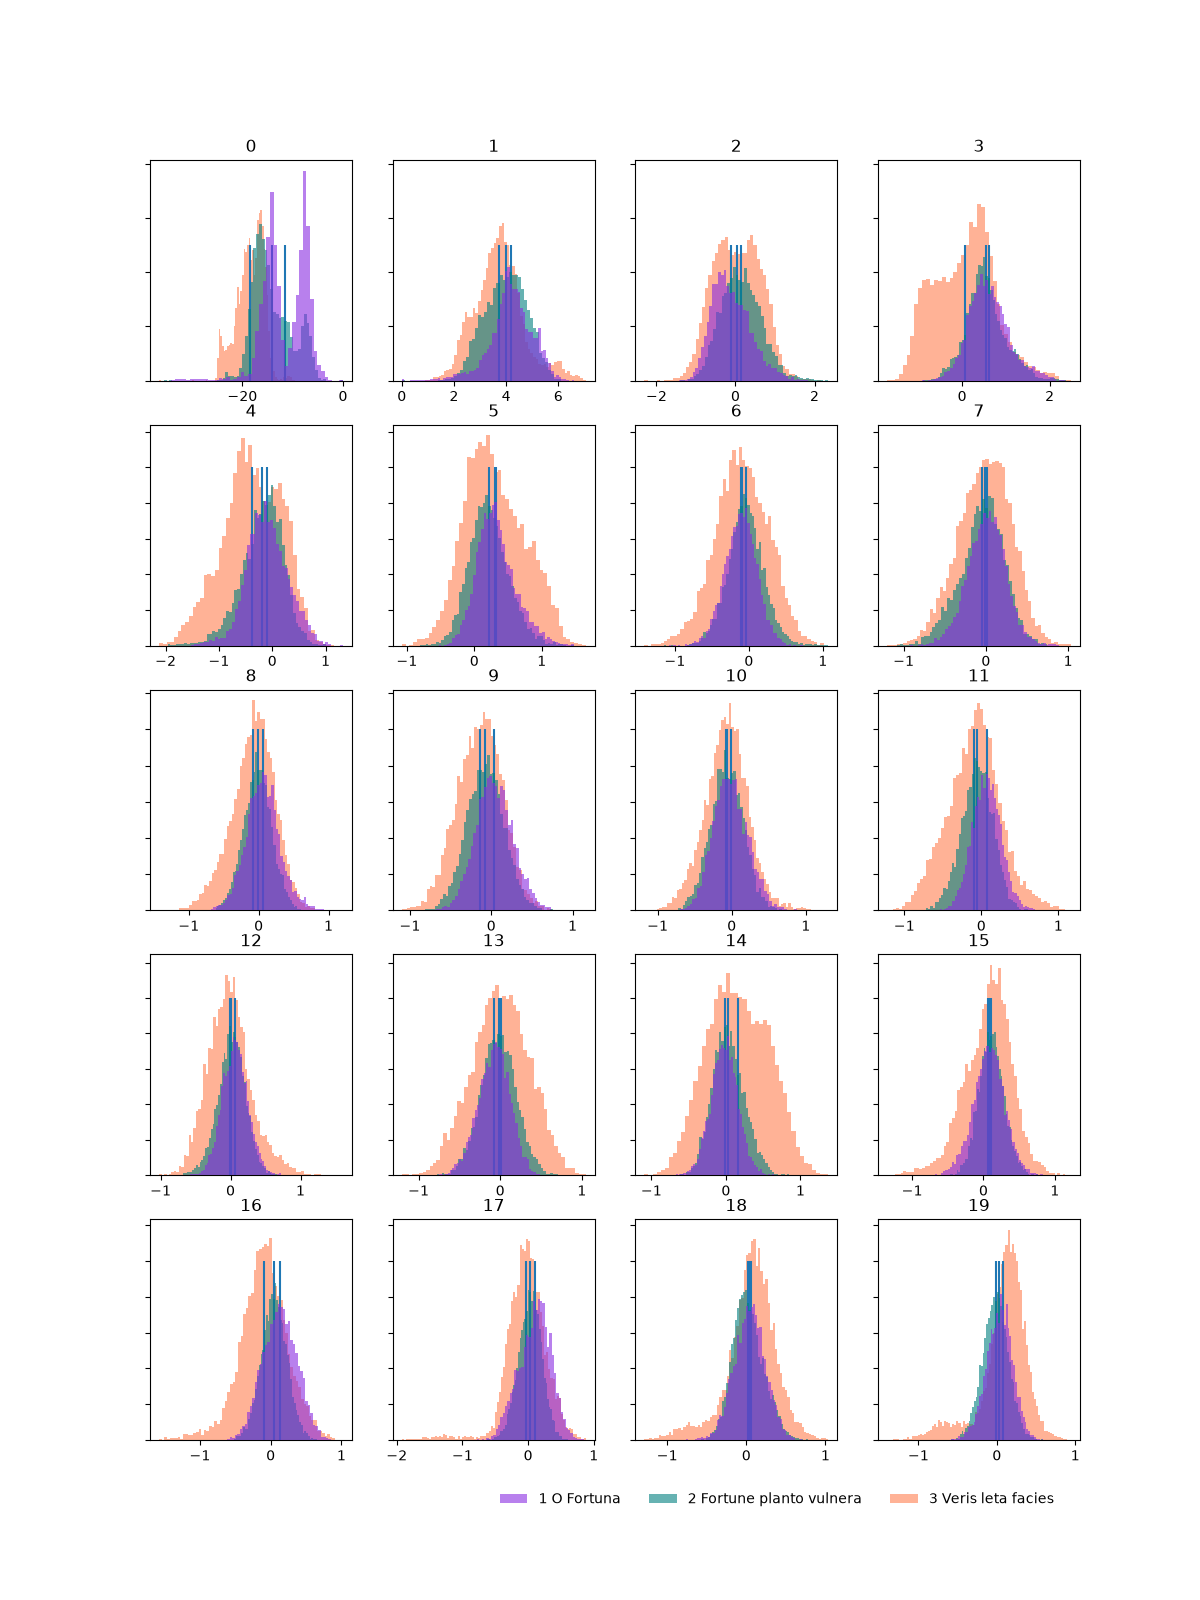 0 1 2 3
−20 0 0 2 4 6 −2 0 2 0 2
4 5 6 7
−2 −1 0 1 −1 0 1 −1 0 1 −1 0 1
8 9 10 11
−1 0 1 −1 0 1 −1 0 1 −1 0 1
12 13 14 15
−1 0 1 −1 0 1 −1 0 1 −1 0 1
16 17 18 19
−1 0 1 −2 −1 0 1 −1 0 1 −1 0 1
1 O Fortuna 2 Fortune planto vulnera 3 Veris leta facies